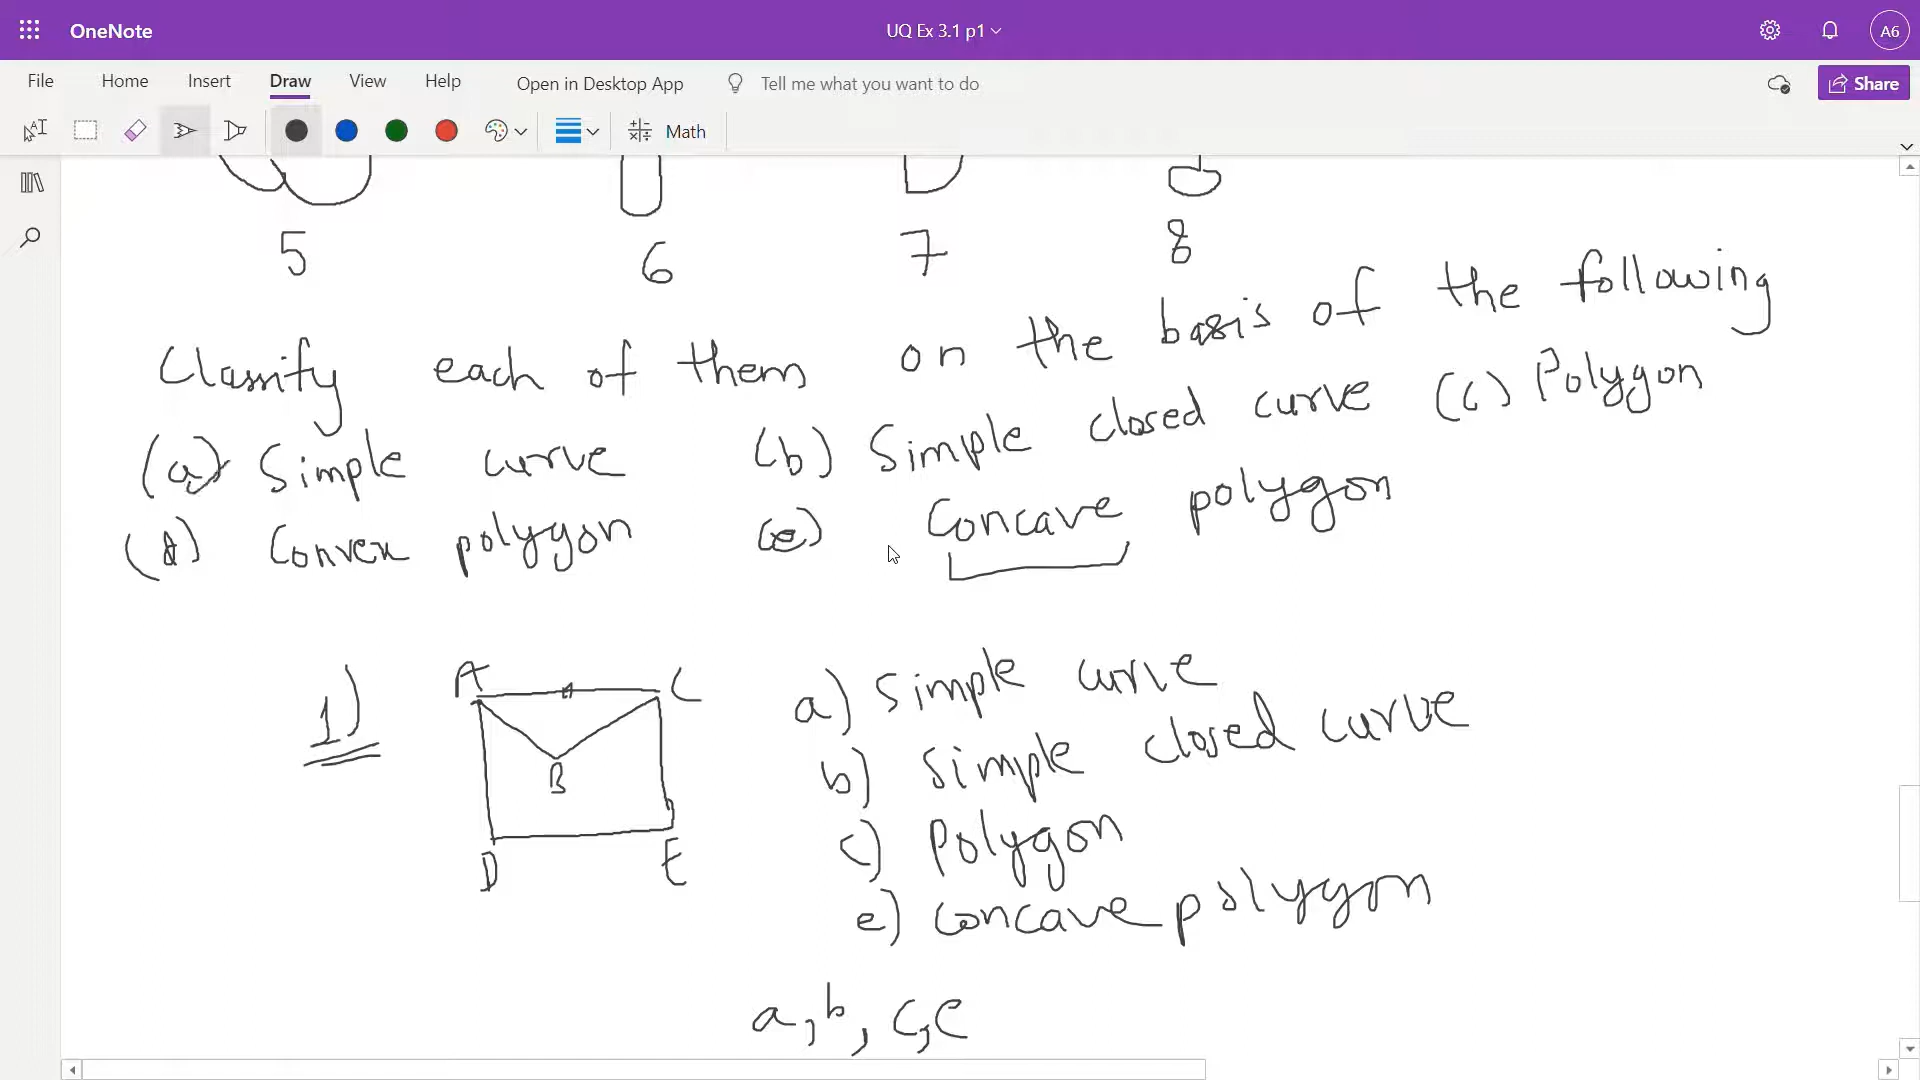 OneNote
UQ Ex 3.1 p1
A6
File Home Insert Draw View Help Open in Desktop App Tell me what you want to do
Share
Math
5 6 7 8
Classify each of them on the basis of the following
(a) Simple curve (b) Simple closed curve (c) Polygon
(d) Convex polygon (e) Concave polygon
1)
A C
B
D E
a) Simple curve
b) Simple closed curve
c) Polygon
e) concave polygon
a, b, c, e